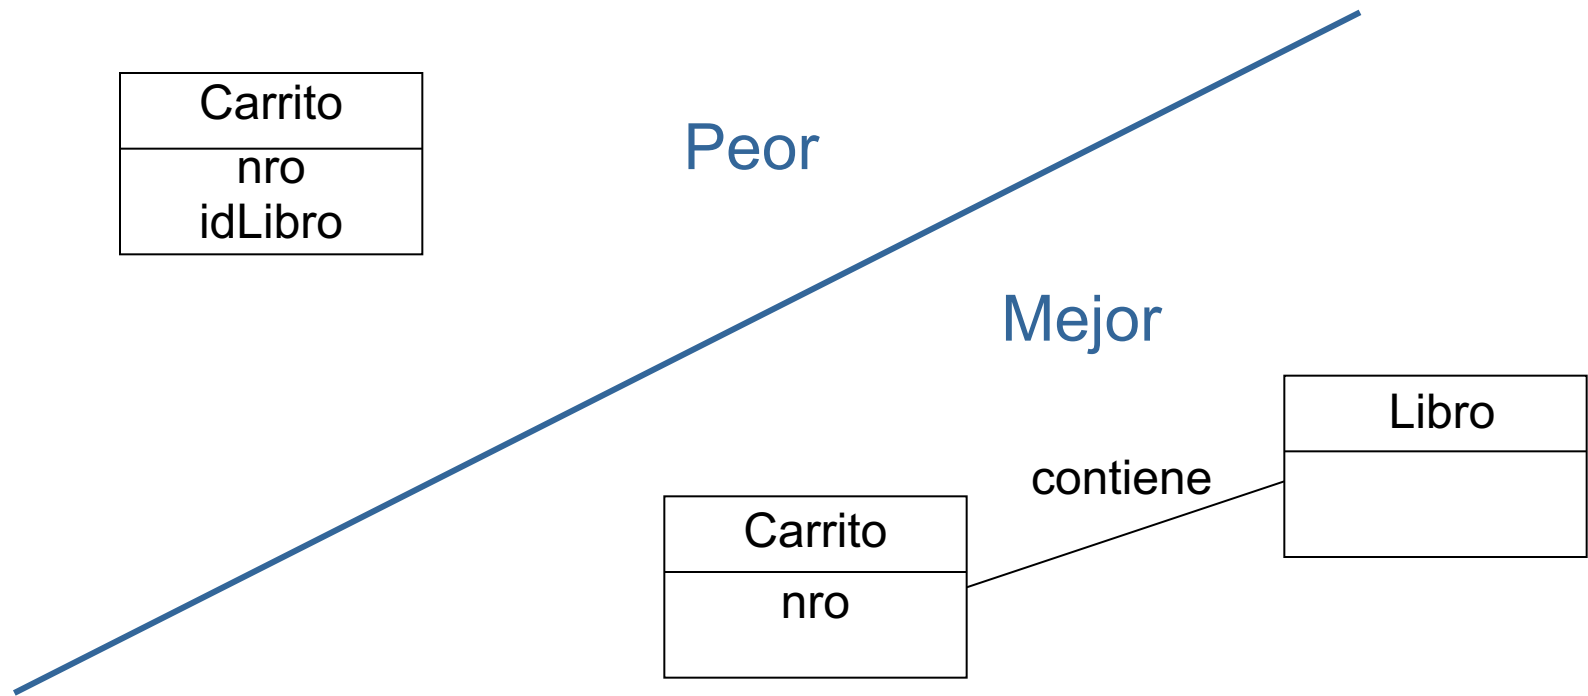 Carrito
nro
idLibro
Peor
Mejor
Libro
contiene
Carrito
nro